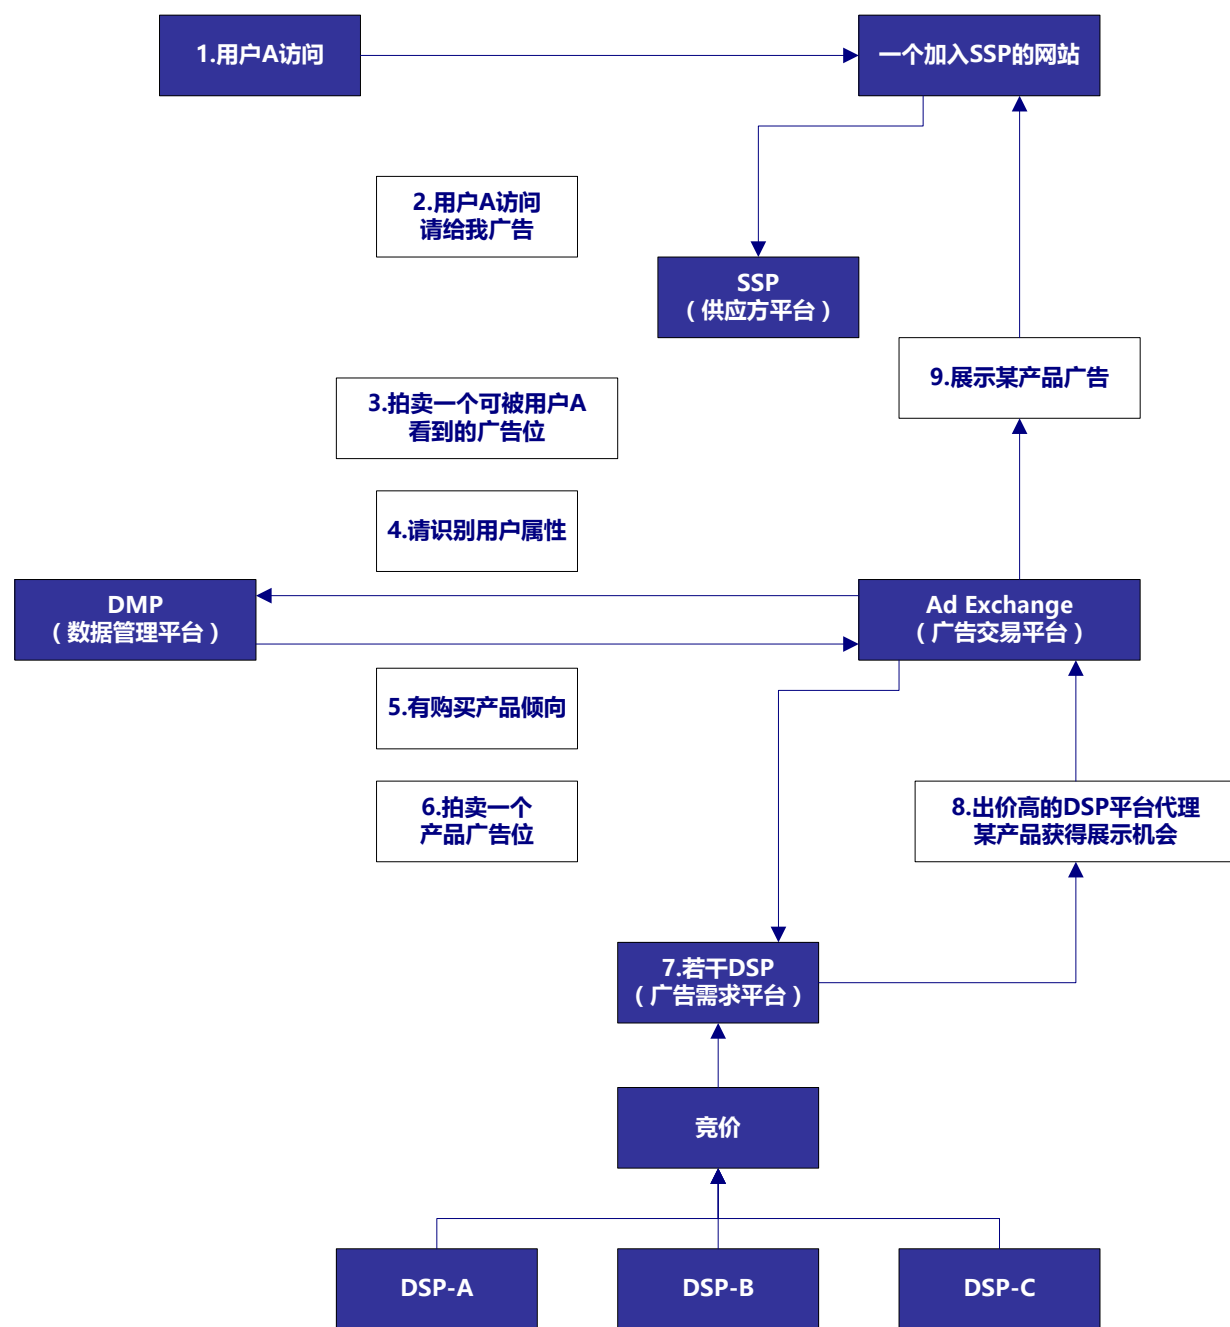 1.用户A访问
一个加入SSP的网站
2.用户A访问
请给我广告
SSP
（供应方平台）
9.展示某产品广告
3.拍卖一个可被用户A
看到的广告位
4.请识别用户属性
DMP
（数据管理平台）
Ad Exchange
（广告交易平台）
5.有购买产品倾向
6.拍卖一个
产品广告位
8.出价高的DSP平台代理
某产品获得展示机会
7.若干DSP
（广告需求平台）
竞价
DSP-A
DSP-B
DSP-C